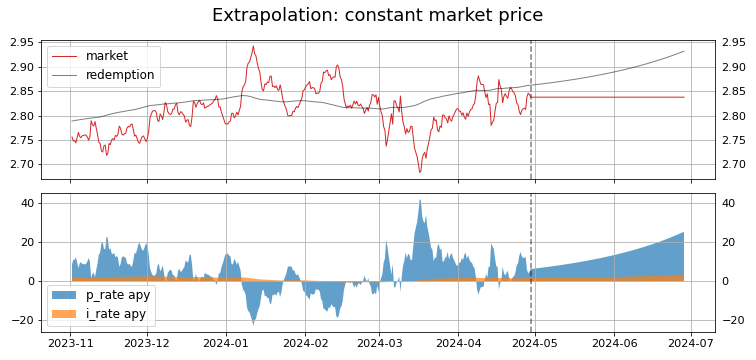 Extrapolation: constant market price
2.95 2.95
market
2.90 2.90
redemption
2.85 2.85
2.80 2.80
2.75 2.75
2.70 2.70
40 40
20 20
0 0
p_rate apy
i_rate apy
−20 −20
2023-11 2023-12 2024-01 2024-02 2024-03 2024-04 2024-05 2024-06 2024-07